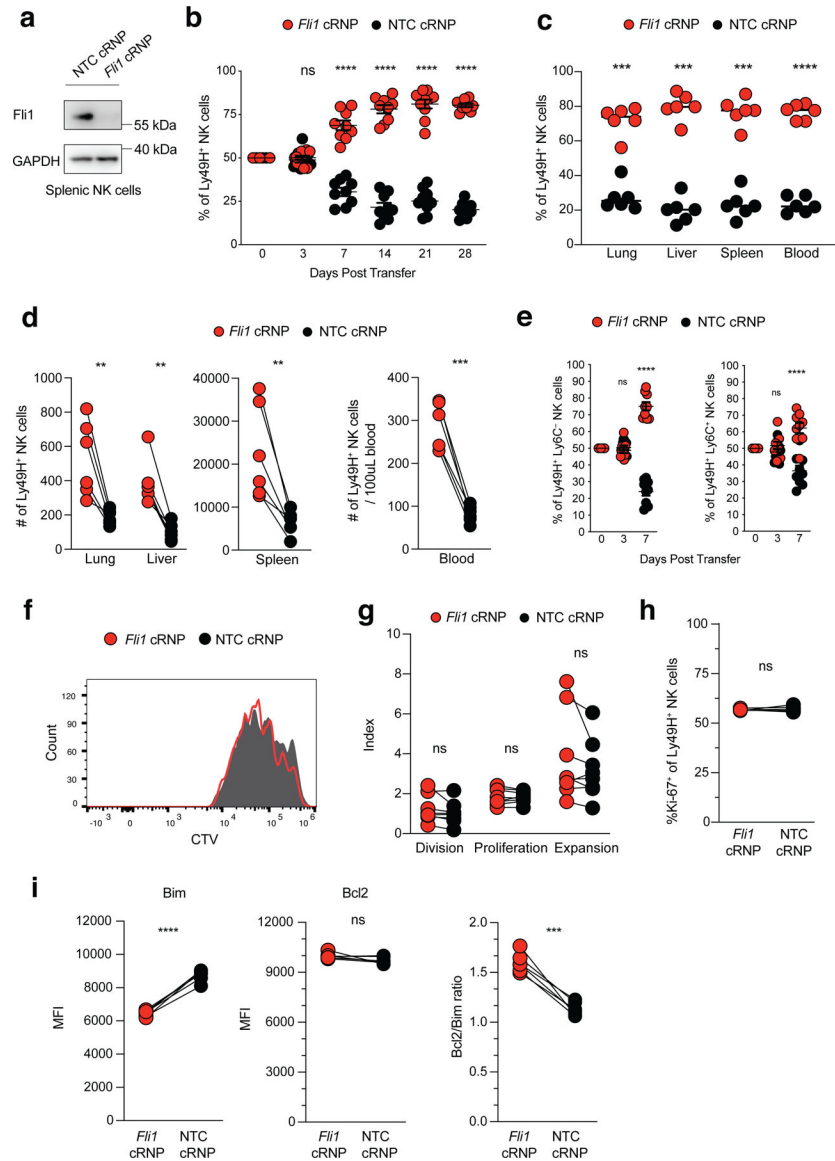 a
NTC cRNP
Fli1 cRNP
Fli1
55 kDa
40 kDa
GAPDH
Splenic NK cells
b
Fli1 cRNP NTC cRNP
ns **** **** **** ****
% of Ly49H+ NK cells
100
75
50
25
0
0 3 7 14 21 28
Days Post Transfer
c
Fli1 cRNP NTC cRNP
*** *** *** ****
% of Ly49H+ NK cells
100
80
60
40
20
0
Lung Liver Spleen Blood
d
Fli1 cRNP NTC cRNP
** **
# of Ly49H+ NK cells
1000
800
600
400
200
0
Lung Liver
**
40000
30000
20000
10000
0
Spleen
***
# of Ly49H+ NK cells
/ 100uL blood
400
300
200
100
0
Blood
e
Fli1 cRNP NTC cRNP
ns ****
% of Ly49H+ Ly6C− NK cells
100
90
80
70
60
50
40
30
20
10
0
0 3 7
ns ****
% of Ly49H+ Ly6C+ NK cells
100
90
80
70
60
50
40
30
20
10
0
0 3 7
Days Post Transfer
f
Fli1 cRNP NTC cRNP
Count
120
90
60
30
0
-10 3 0 10 3 10 4 10 5 10 6
CTV
g
Fli1 cRNP NTC cRNP
ns ns ns
Index
10
8
6
4
2
0
Division Proliferation Expansion
h
ns
%Ki-67+ of Ly49H+ NK cells
100
75
50
25
0
Fli1 NTC
cRNP cRNP
i
Bim
****
MFI
12000
10000
8000
6000
4000
2000
0
Fli1 NTC
cRNP cRNP
Bcl2
ns
MFI
12000
9000
6000
3000
0
Fli1 NTC
cRNP cRNP
***
Bcl2/Bim ratio
2.0
1.5
1.0
0.5
0.0
Fli1 NTC
cRNP cRNP